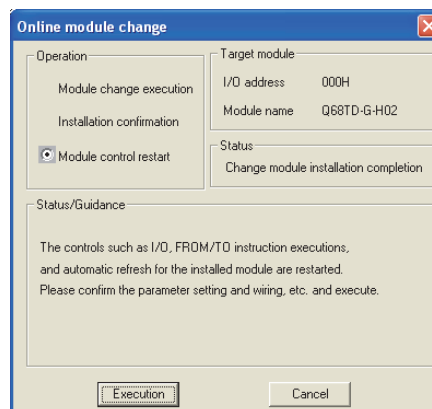 Online module change
Operation
Module change execution
Installation confirmation
Module control restart
Target module
I/O address 000H
Module name Q68TD-G-H02
Status
Change module installation completion
Status/Guidance
The controls such as I/O, FROM/TO instruction executions,
and automatic refresh for the installed module are restarted.
Please confirm the parameter setting and wiring, etc. and execute.
Execution
Cancel